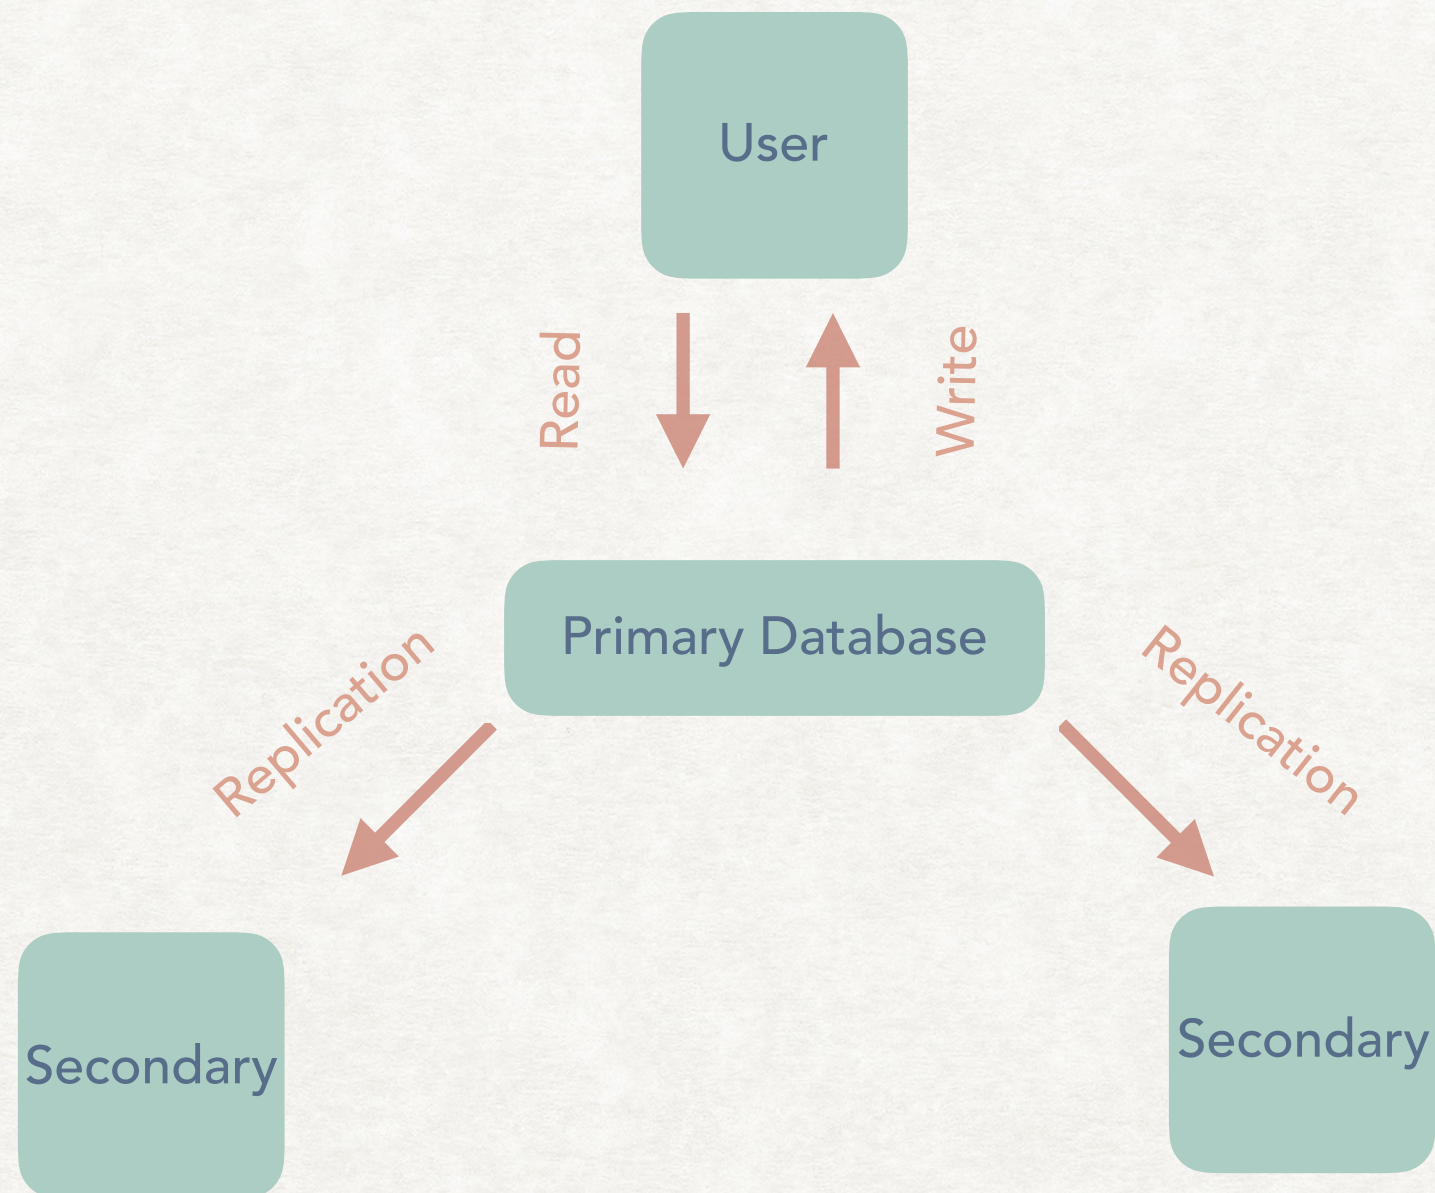 User
Read
Write
Primary Database
Replication
Replication
Secondary
Secondary